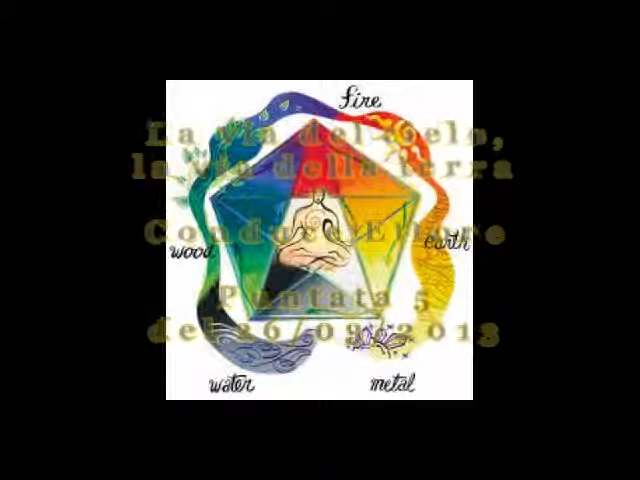 fire
La via del cielo,
la via della terra
Conduce Ettore
wood
earth
Puntata 5
del 26/09/2013
water
metal